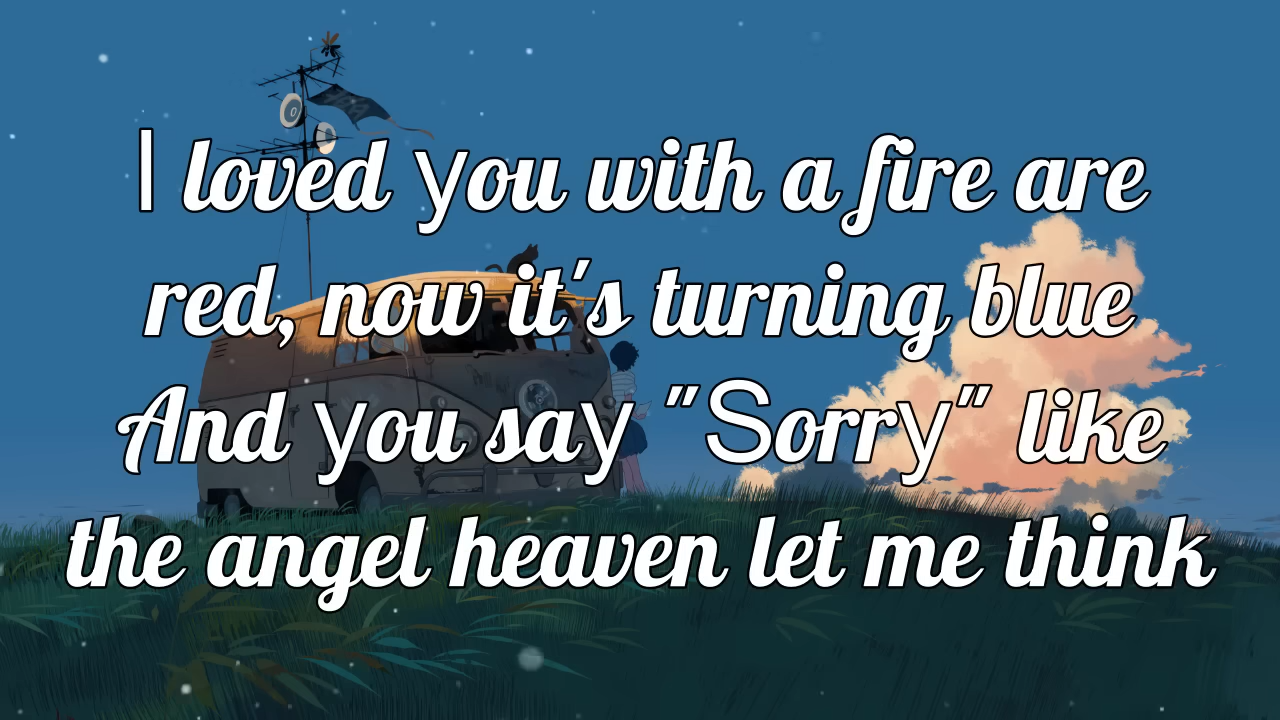 I loved you with a fire are
red, now it's turning blue
And you say "Sorry" like
the angel heaven let me think